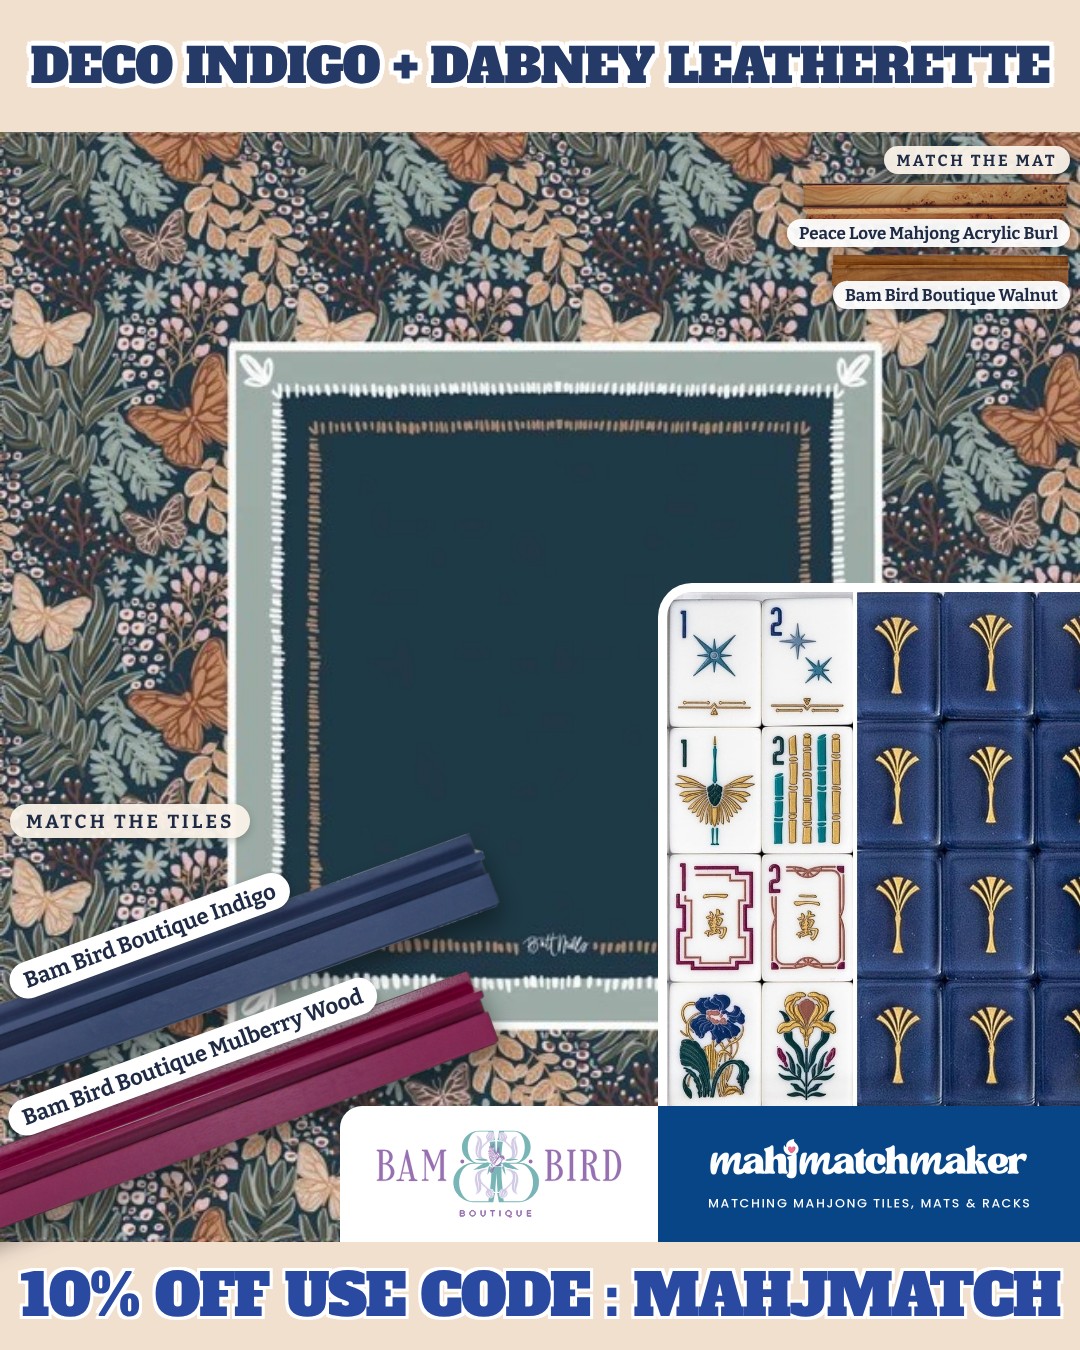 DECO INDIGO + DABNEY LEATHERETTE
MATCH THE MAT
Peace Love Mahjong Acrylic Burl
Bam Bird Boutique Walnut
1
2
1
2
1
2
一
二
萬
萬
MATCH THE TILES
Bam Bird Boutique Indigo
Bam Bird Boutique Mulberry Wood
BAM BIRD
BOUTIQUE
mahjmatchmaker
MATCHING MAHJONG TILES, MATS & RACKS
10% OFF USE CODE : MAHJMATCH